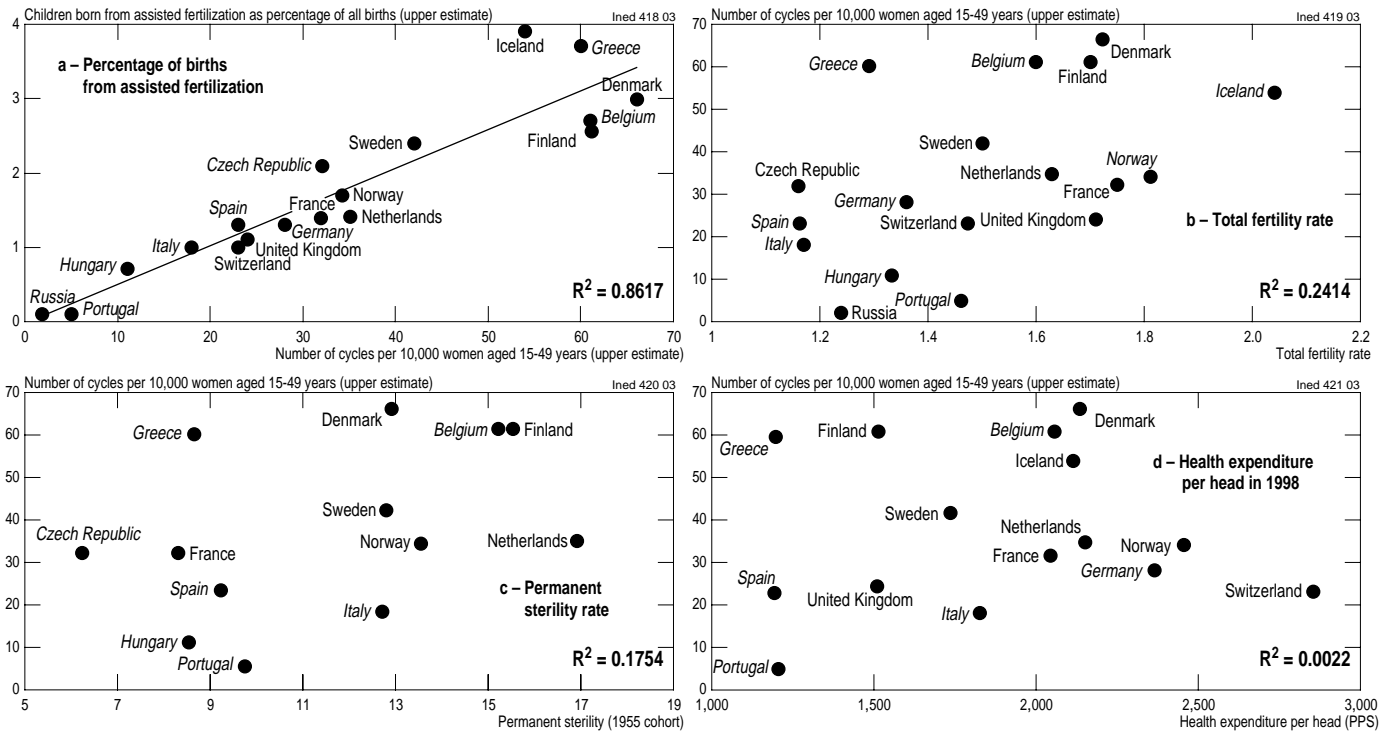 Children born from assisted fertilization as percentage of all births (upper estimate)
Ined 418 03
4
3
2
1
0
a – Percentage of births
from assisted fertilization
Iceland
Greece
Denmark
Belgium
Finland
Sweden
Czech Republic
Norway
France
Netherlands
Spain
Germany
Italy
United Kingdom
Switzerland
Hungary
Russia
Portugal
R² = 0.8617
0 10 20 30 40 50 60 70
Number of cycles per 10,000 women aged 15-49 years (upper estimate)
Number of cycles per 10,000 women aged 15-49 years (upper estimate)
Ined 419 03
70
60
50
40
30
20
10
0
Denmark
Greece
Belgium
Finland
Iceland
Sweden
Norway
Czech Republic
Netherlands
France
Germany
Spain
Switzerland
United Kingdom
b – Total fertility rate
Italy
Hungary
Portugal
Russia
R² = 0.2414
1 1.2 1.4 1.6 1.8 2.0 2.2
Total fertility rate
Number of cycles per 10,000 women aged 15-49 years (upper estimate)
Ined 420 03
70
60
50
40
30
20
10
0
Denmark
Greece
Belgium
Finland
Sweden
Czech Republic
France
Norway
Netherlands
Spain
c – Permanent
sterility rate
Italy
Hungary
Portugal
R² = 0.1754
5 7 9 11 13 15 17 19
Permanent sterility (1955 cohort)
Number of cycles per 10,000 women aged 15-49 years (upper estimate)
Ined 421 03
70
60
50
40
30
20
10
0
Denmark
Greece
Finland
Belgium
Iceland
d – Health expenditure
per head in 1998
Sweden
Netherlands
France
Norway
Germany
Spain
United Kingdom
Switzerland
Italy
Portugal
R² = 0.0022
1,000 1,500 2,000 2,500 3,000
Health expenditure per head (PPS)